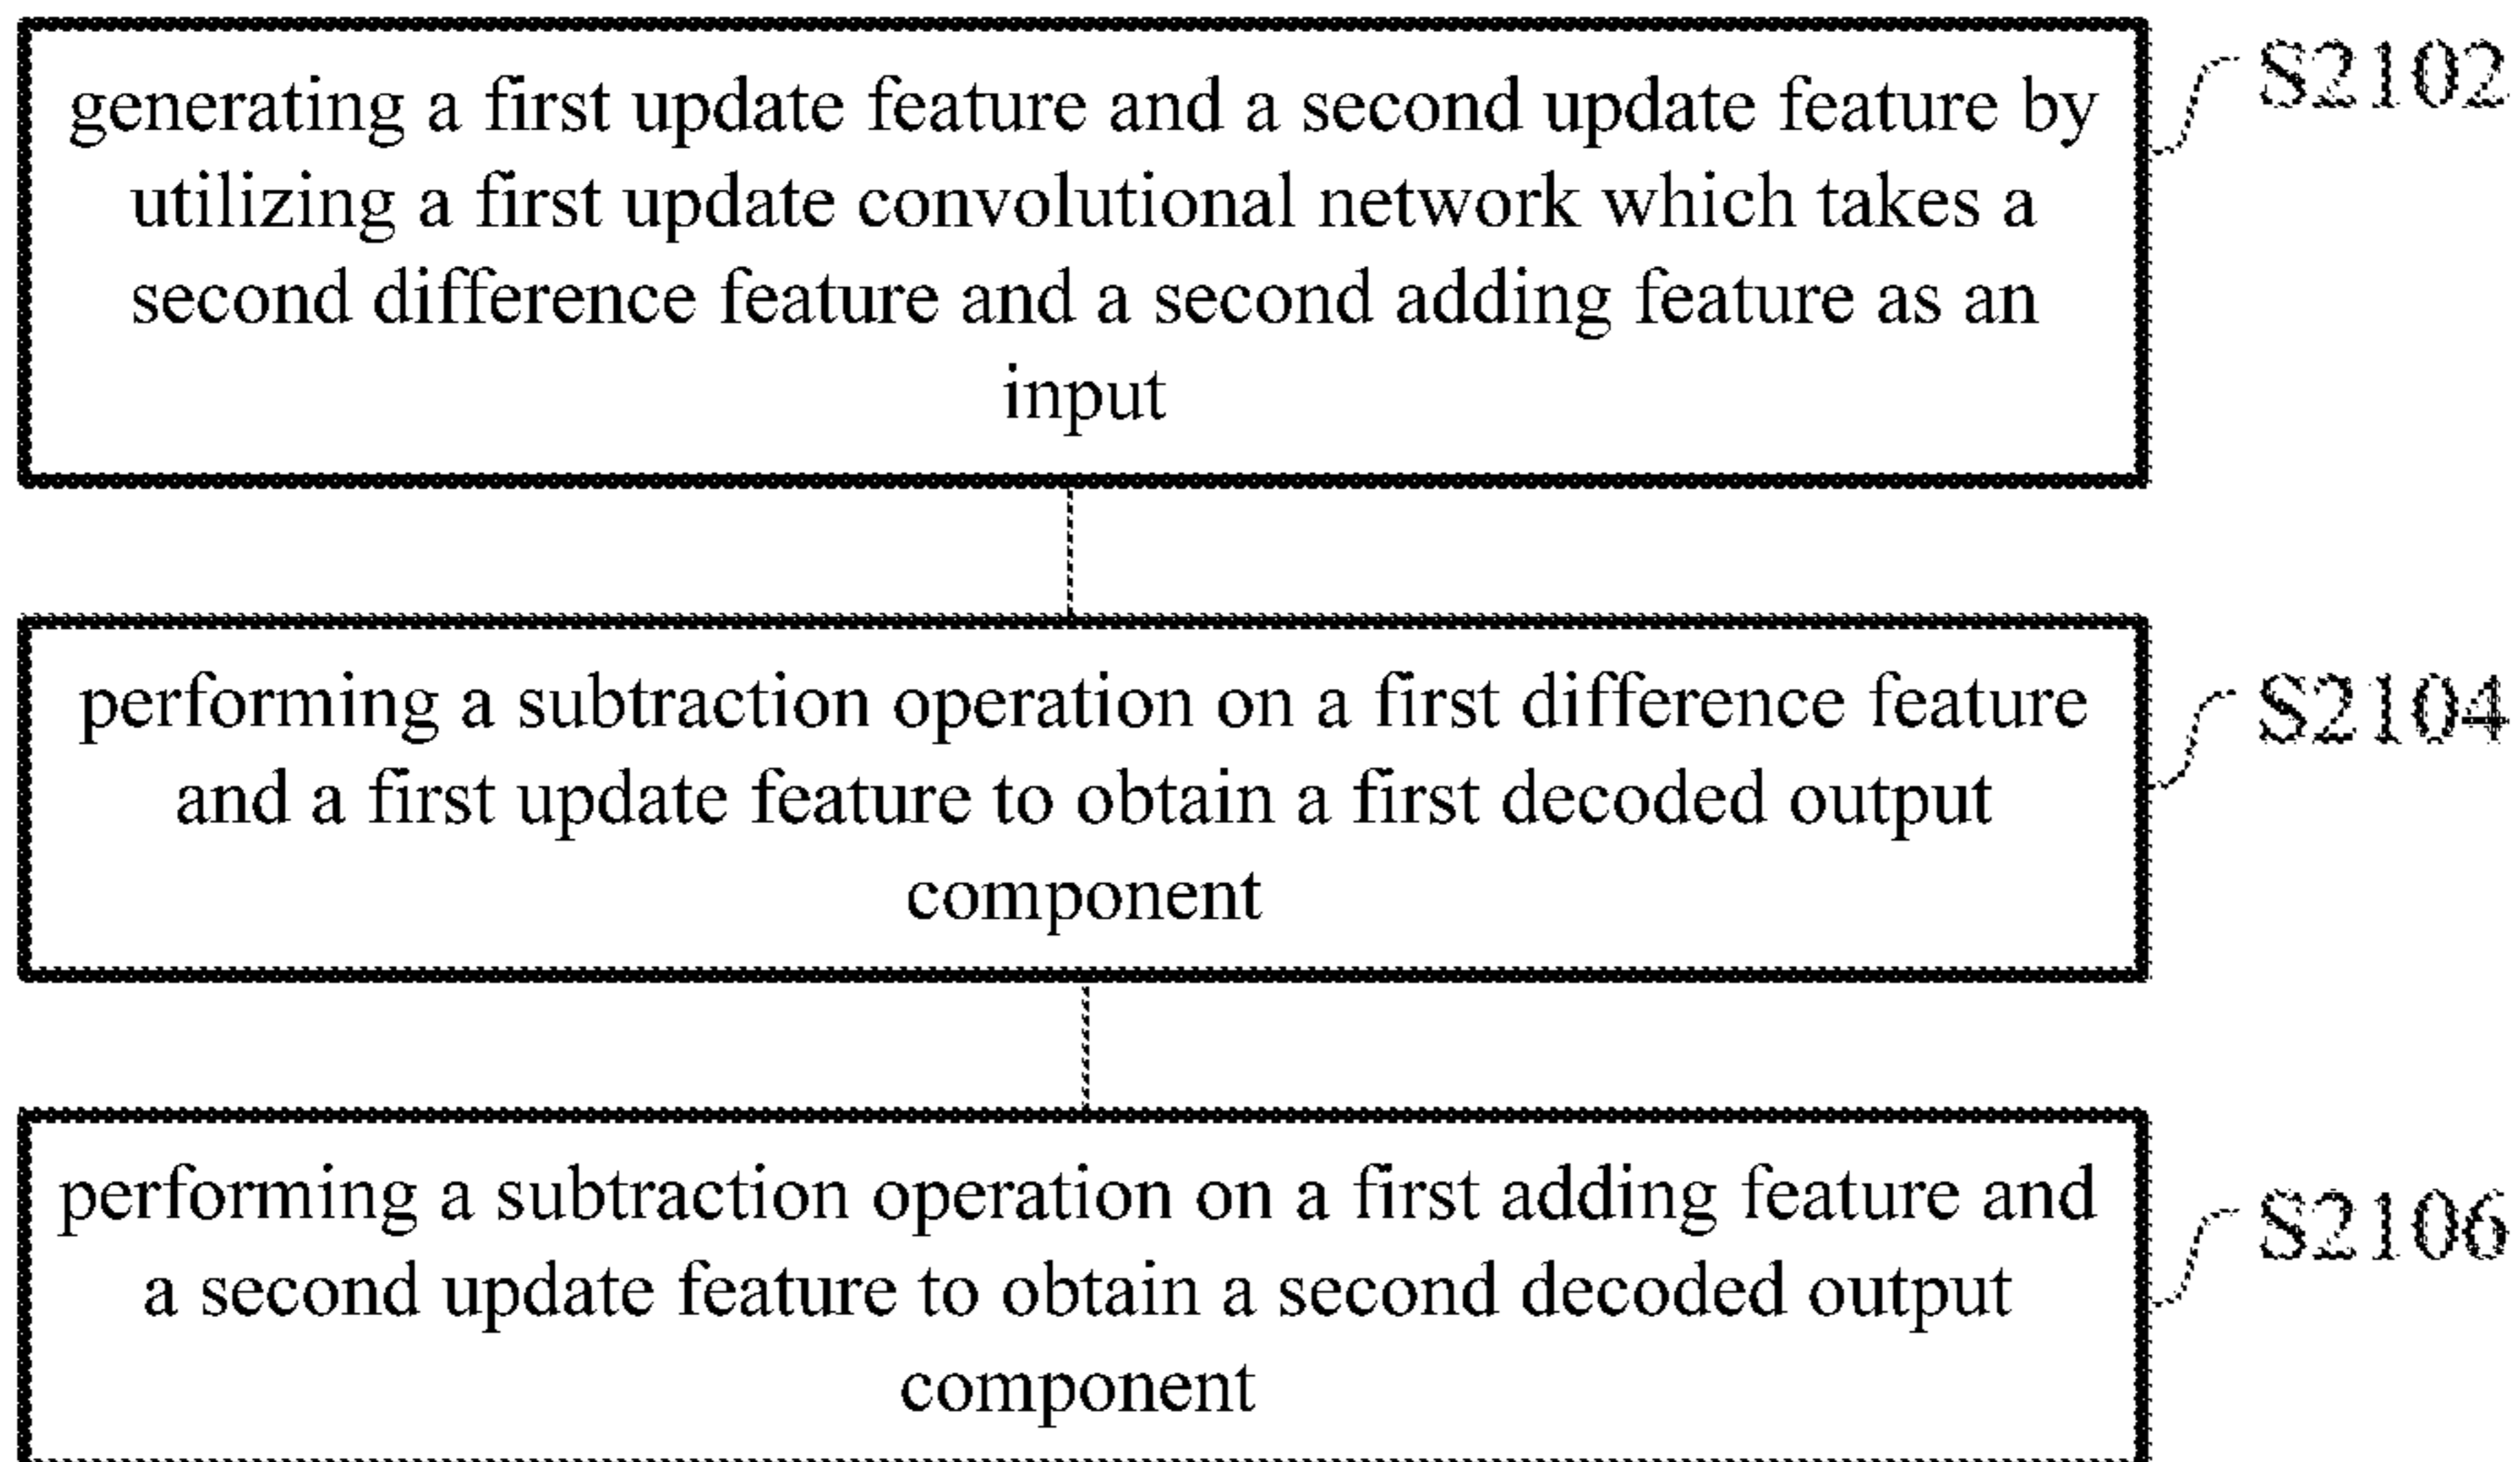 generating a first update feature and a second update feature by
utilizing a first update convolutional network which takes a
second difference feature and a second adding feature as an
input
S2102
performing a subtraction operation on a first difference feature
and a first update feature to obtain a first decoded output
component
S2104
performing a subtraction operation on a first adding feature and
a second update feature to obtain a second decoded output
component
S2106